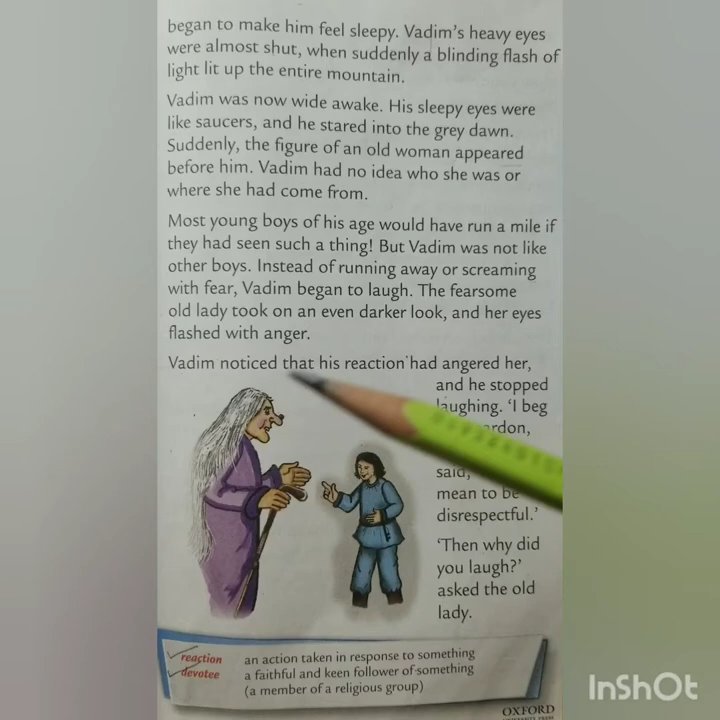 began to make him feel sleepy. Vadim's heavy eyes
were almost shut, when suddenly a blinding flash of
light lit up the entire mountain.
Vadim was now wide awake. His sleepy eyes were
like saucers, and he stared into the grey dawn.
Suddenly, the figure of an old woman appeared
before him. Vadim had no idea who she was or
where she had come from.
Most young boys of his age would have run a mile if
they had seen such a thing! But Vadim was not like
other boys. Instead of running away or screaming
with fear, Vadim began to laugh. The fearsome
old lady took on an even darker look, and her eyes
flashed with anger.
Vadim noticed that his reaction had angered her,
and he stopped
laughing. 'I beg
said,
mean to be
disrespectful.'
'Then why did
you laugh?'
asked the old
lady.
reaction an action taken in response to something
devotee a faithful and keen follower of something
(a member of a religious group)
OXFORD
UNIVERSITY PRESS
InShOt